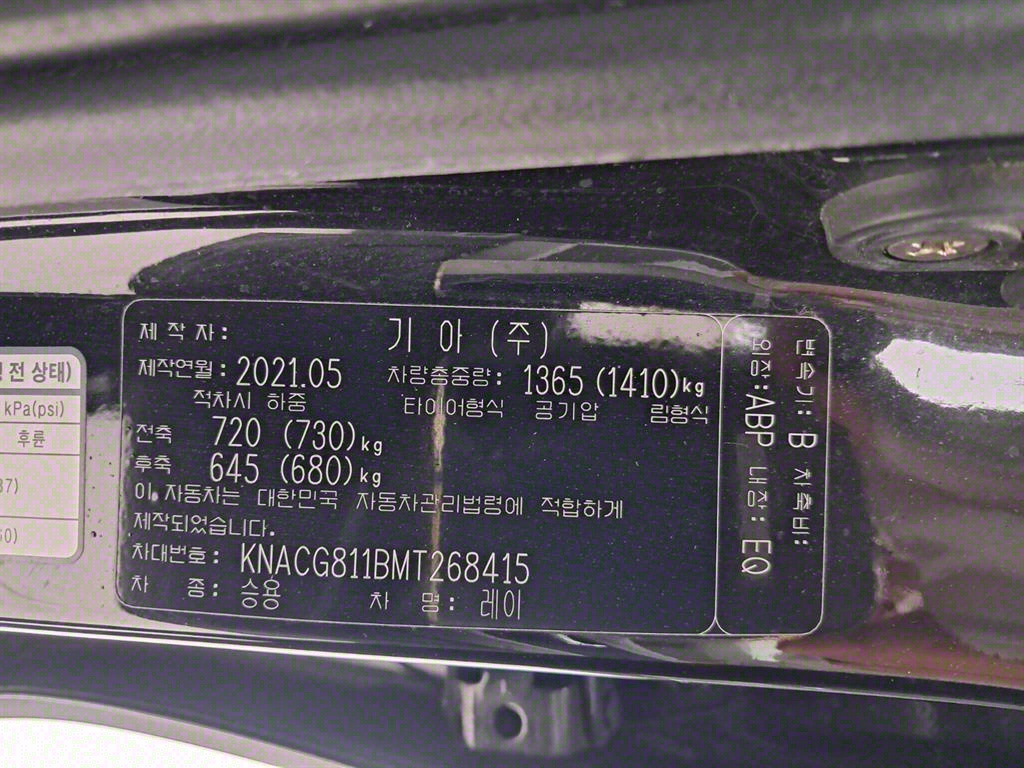 전 상태)
kPa(psi)
후륜
37)
제 작 자 : 기 아 (주)
제작연월 : 2021.05 차량총중량 : 1365 (1410)kg
적차시 하중 타이어형식 공기압 림형식
전축 720 (730)kg
후축 645 (680)kg
이 자동차는 대한민국 자동차관리법령에 적합하게
제작되었습니다.
차대번호 : KNACG811BMT268415
차 종 : 승용 차 명 : 레이
변속기 : B 차축비 :
외장 : ABP 내장 : EQ